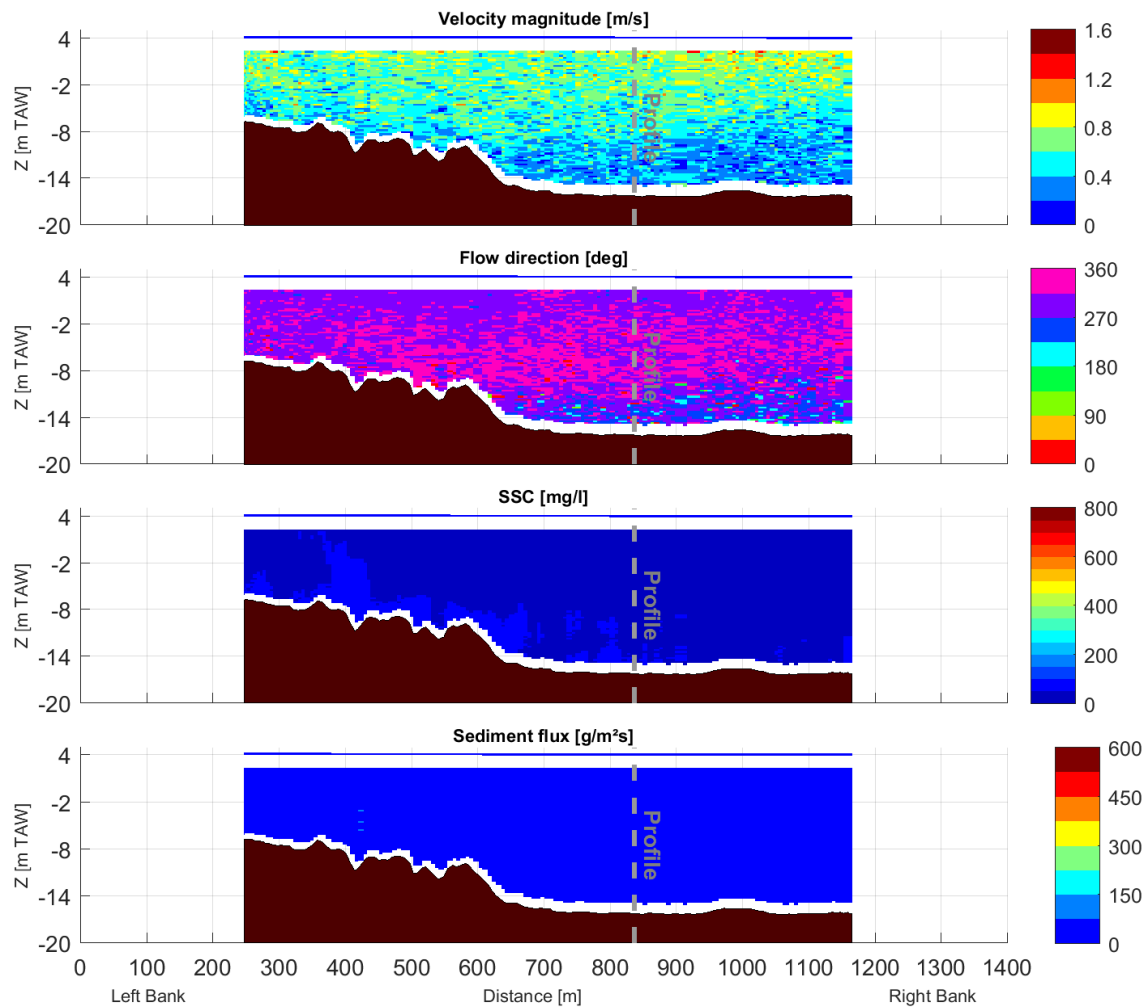 Velocity magnitude [m/s]
Z [m TAW]
4
-2
-8
-14
-20
Profile
1.6
1.2
0.8
0.4
0
Flow direction [deg]
Z [m TAW]
4
-2
-8
-14
-20
Profile
360
270
180
90
0
SSC [mg/l]
Z [m TAW]
4
-2
-8
-14
-20
Profile
800
600
400
200
0
Sediment flux [g/m²s]
Z [m TAW]
4
-2
-8
-14
-20
Profile
600
450
300
150
0
0 100 200 300 400 500 600 700 800 900 1000 1100 1200 1300 1400
Left Bank Distance [m] Right Bank